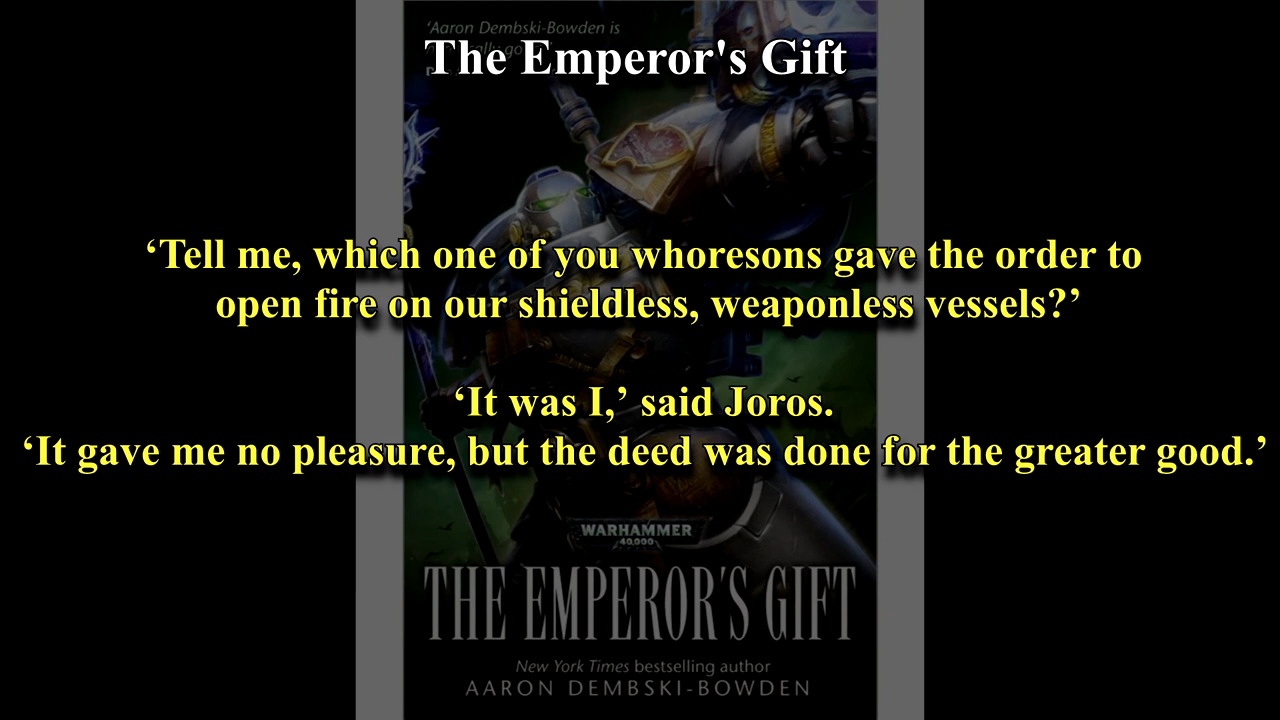 ‘Aaron Dembski-Bowden is
The Emperor's Gift
‘Tell me, which one of you whoresons gave the order to
open fire on our shieldless, weaponless vessels?’
‘It was I,’ said Joros.
‘It gave me no pleasure, but the deed was done for the greater good.’
WARHAMMER
40,000
THE EMPEROR'S GIFT
New York Times bestselling author
AARON DEMBSKI-BOWDEN